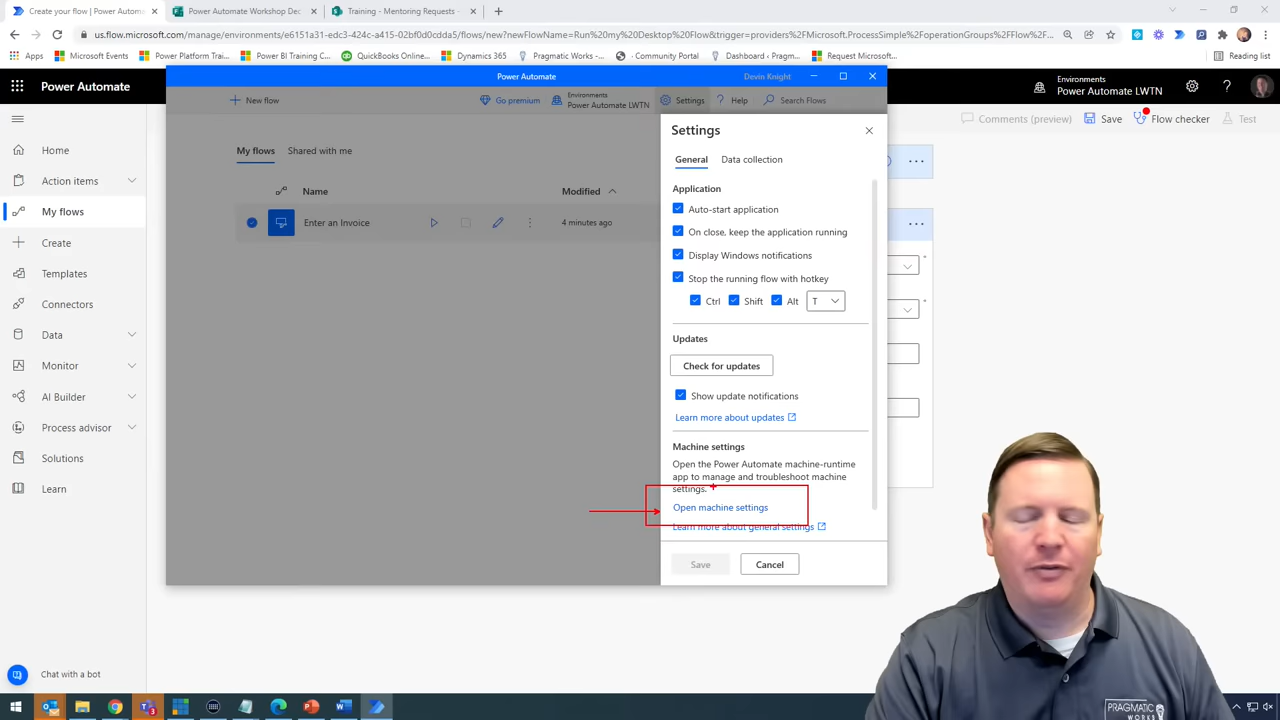 Create your flow | Power Automate
Power Automate Workshop Dec
Training - Mentoring Requests -
us.flow.microsoft.com/manage/environments/e6151a31-edc3-424c-a415-02bf0d0cdda5/flows/new?newFlowName=Run%20my%20Desktop%20Flow&trigger=providers%2FMicrosoft.ProcessSimple%2FoperationGroups%2FFlow%2F...
Apps
Microsoft Events
Power Platform Trai...
Power BI Training C...
QuickBooks Onlin...
Pragmatic Works -
· Community Portal
Dashboard ‹ Pragm...
Request Microsoft...
Reading list
Power Automate
Environments
Power Automate LWTN
Comments (preview)
Save
Flow checker
Test
Home
Action items
My flows
Create
Templates
Connectors
Data
Monitor
AI Builder
Process advisor
Solutions
Learn
Chat with a bot
Power Automate
Devin Knight
New flow
Go premium
Environments
Power Automate LWTN
Settings
Help
Search Flows
My flows
Shared with me
Name
Modified
Enter an Invoice
4 minutes ago
Settings
General
Data collection
Application
Auto-start application
On close, keep the application running
Display Windows notifications
Stop the running flow with hotkey
Ctrl
Shift
Alt
T
Updates
Check for updates
Show update notifications
Learn more about updates
Machine settings
Open the Power Automate machine-runtime
app to manage and troubleshoot machine
settings.
Open machine settings
Learn more about general settings
Save
Cancel
PRAGMATIC
WORKS